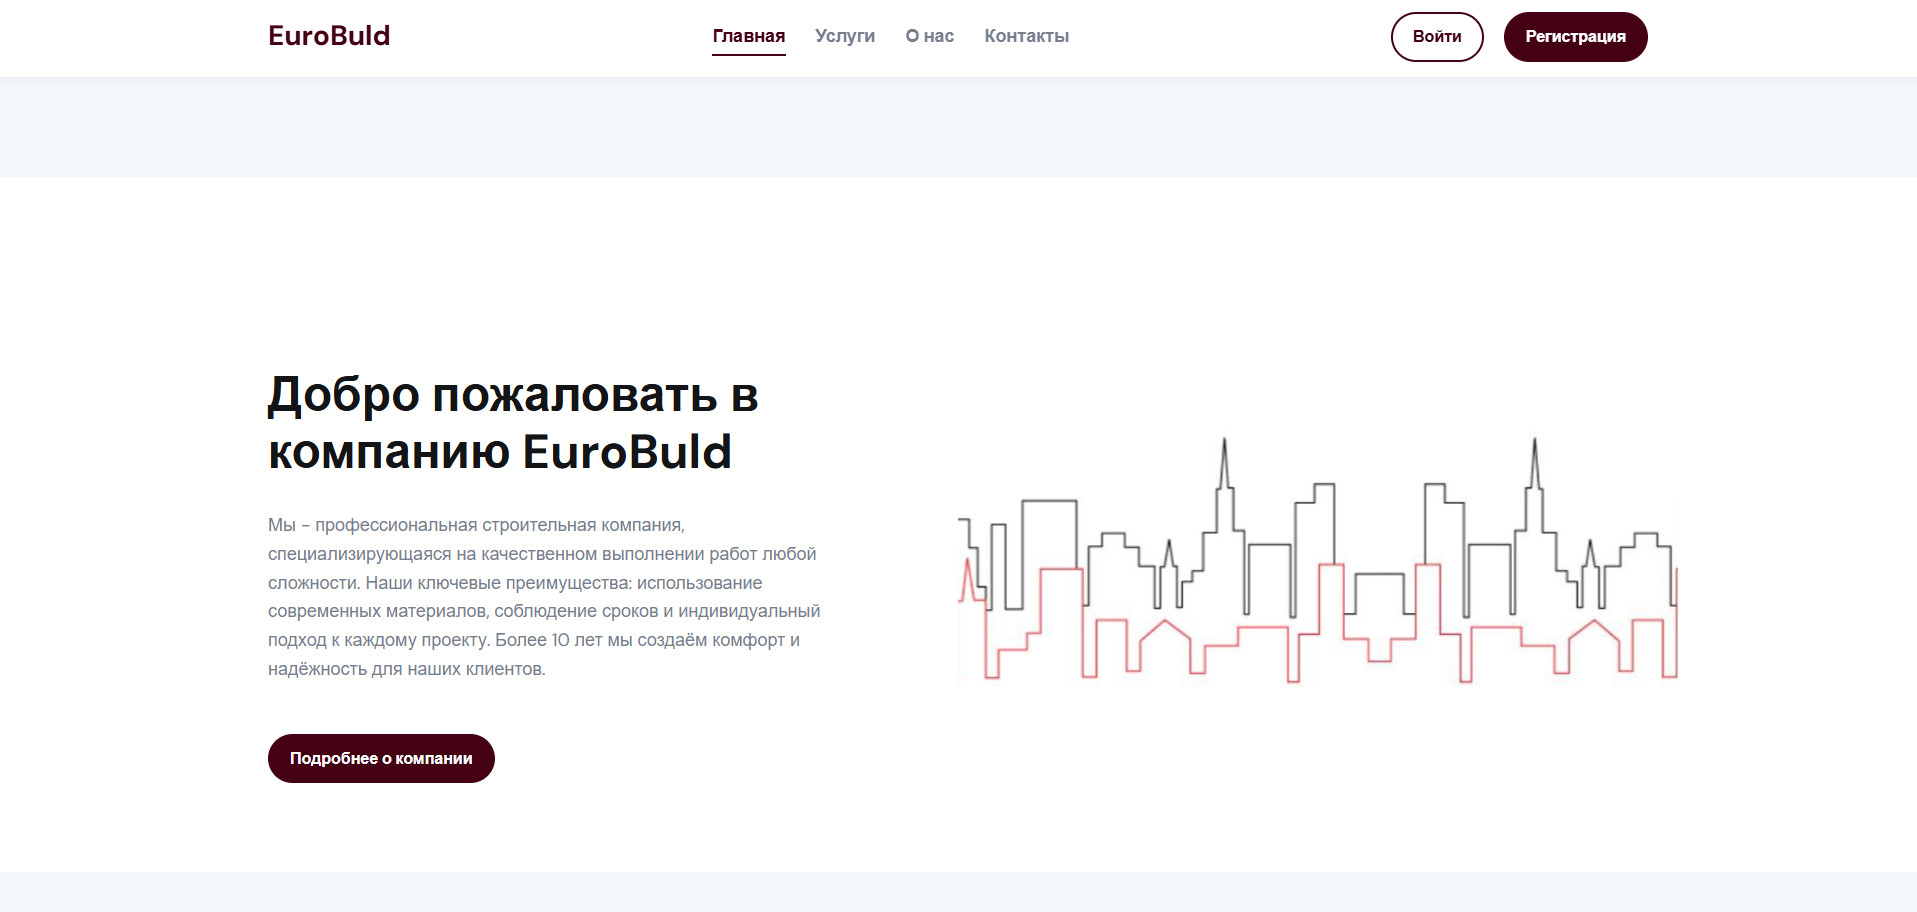 EuroBuld
Главная Услуги О нас Контакты
Войти Регистрация
Добро пожаловать в
компанию EuroBuld
Мы – профессиональная строительная компания,
специализирующаяся на качественном выполнении работ любой
сложности. Наши ключевые преимущества: использование
современных материалов, соблюдение сроков и индивидуальный
подход к каждому проекту. Более 10 лет мы создаём комфорт и
надёжность для наших клиентов.
Подробнее о компании